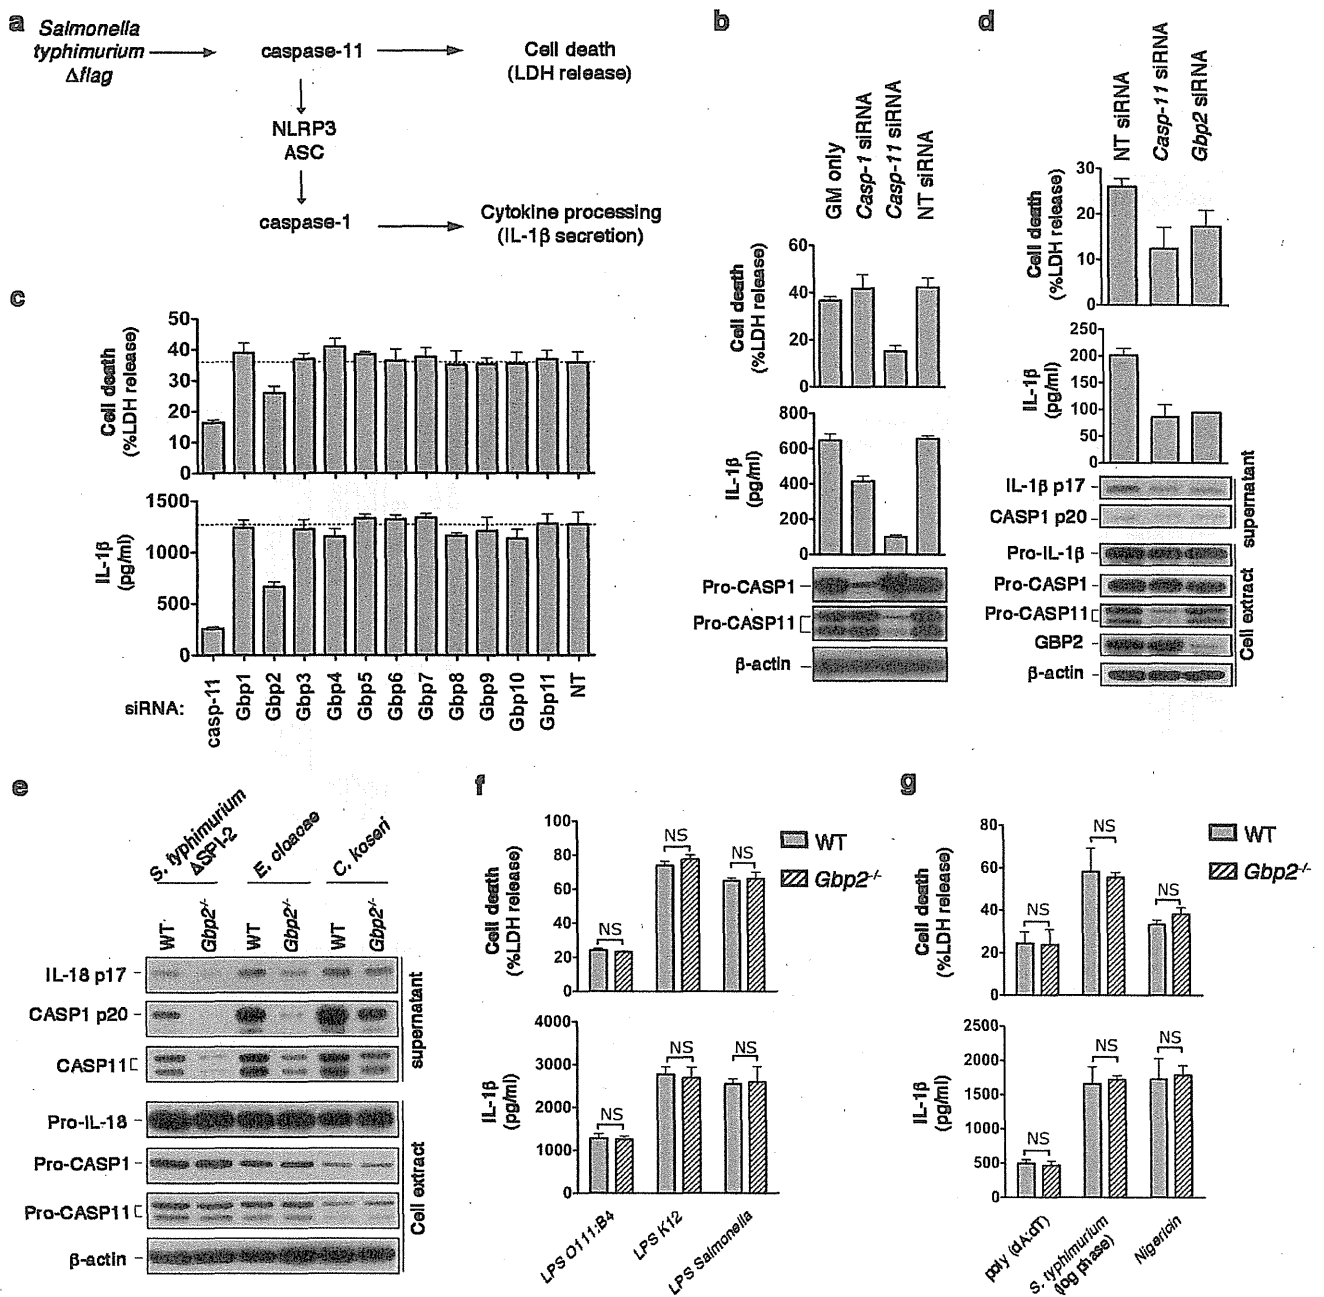 a
Salmonella
typhimurium
Δflag
caspase-11
Cell death
(LDH release)
NLRP3
ASC
caspase-1
Cytokine processing
(IL-1β secretion)
b
GM only
Casp-1 siRNA
Casp-11 siRNA
NT siRNA
Cell death
(%LDH release)
60
40
20
0
IL-1β
(pg/ml)
800
600
400
200
0
Pro-CASP1
Pro-CASP11
β-actin
c
Cell death
(%LDH release)
50
40
30
20
10
0
IL-1β
(pg/ml)
1500
1000
500
0
siRNA:
casp-11
Gbp1
Gbp2
Gbp3
Gbp4
Gbp5
Gbp6
Gbp7
Gbp8
Gbp9
Gbp10
Gbp11
NT
d
NT siRNA
Casp-11 siRNA
Gbp2 siRNA
Cell death
(%LDH release)
30
20
10
0
IL-1β
(pg/ml)
250
200
150
100
50
0
IL-1β p17
CASP1 p20
supernatant
Pro-IL-1β
Pro-CASP1
Pro-CASP11
GBP2
β-actin
Cell extract
e
S. typhimurium
ΔSPI-2
E. cloacae
C. koseri
WT
Gbp2-/-
WT
Gbp2-/-
WT
Gbp2-/-
IL-18 p17
CASP1 p20
CASP11
supernatant
Pro-IL-18
Pro-CASP1
Pro-CASP11
β-actin
Cell extract
f
Cell death
(%LDH release)
100
80
60
40
20
0
NS
NS
NS
WT
Gbp2-/-
IL-1β
(pg/ml)
4000
3000
2000
1000
0
NS
NS
NS
LPS O111:B4
LPS K12
LPS Salmonella
g
Cell death
(%LDH release)
80
60
40
20
0
NS
NS
NS
WT
Gbp2-/-
IL-1β
(pg/ml)
2500
2000
1500
1000
500
0
NS
NS
NS
poly (dA:dT)
S. typhimurium
(log phase)
Nigericin